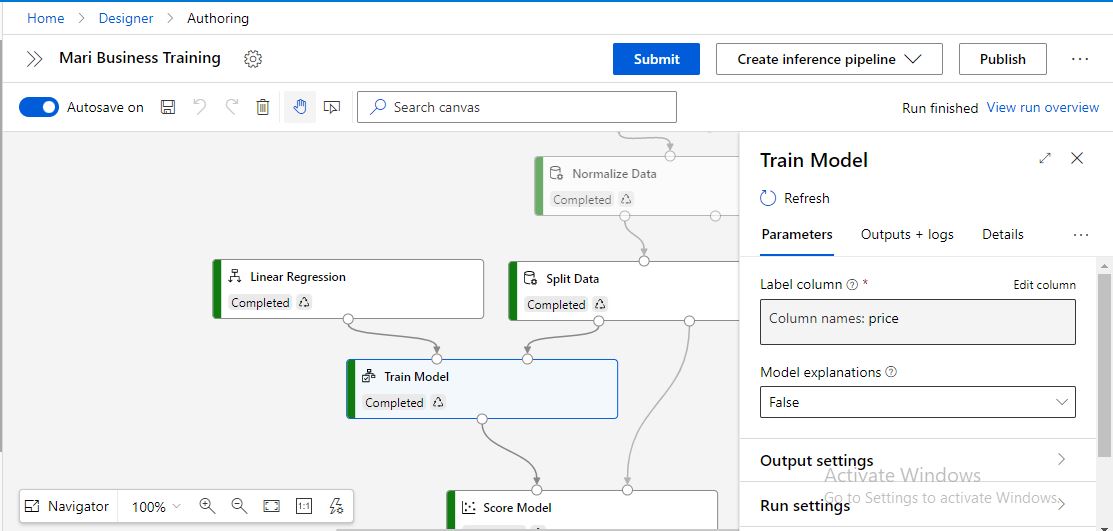 Home > Designer > Authoring
Mari Business Training
Submit
Create inference pipeline
Publish
Autosave on
Search canvas
Run finished View run overview
Normalize Data
Completed
Linear Regression
Completed
Split Data
Completed
Train Model
Completed
Score Model
Navigator
100%
1:1
Train Model
Refresh
Parameters
Outputs + logs
Details
Label column *
Edit column
Column names: price
Model explanations
False
Output settings
Run settings
Activate Windows
Go to Settings to activate Windows.